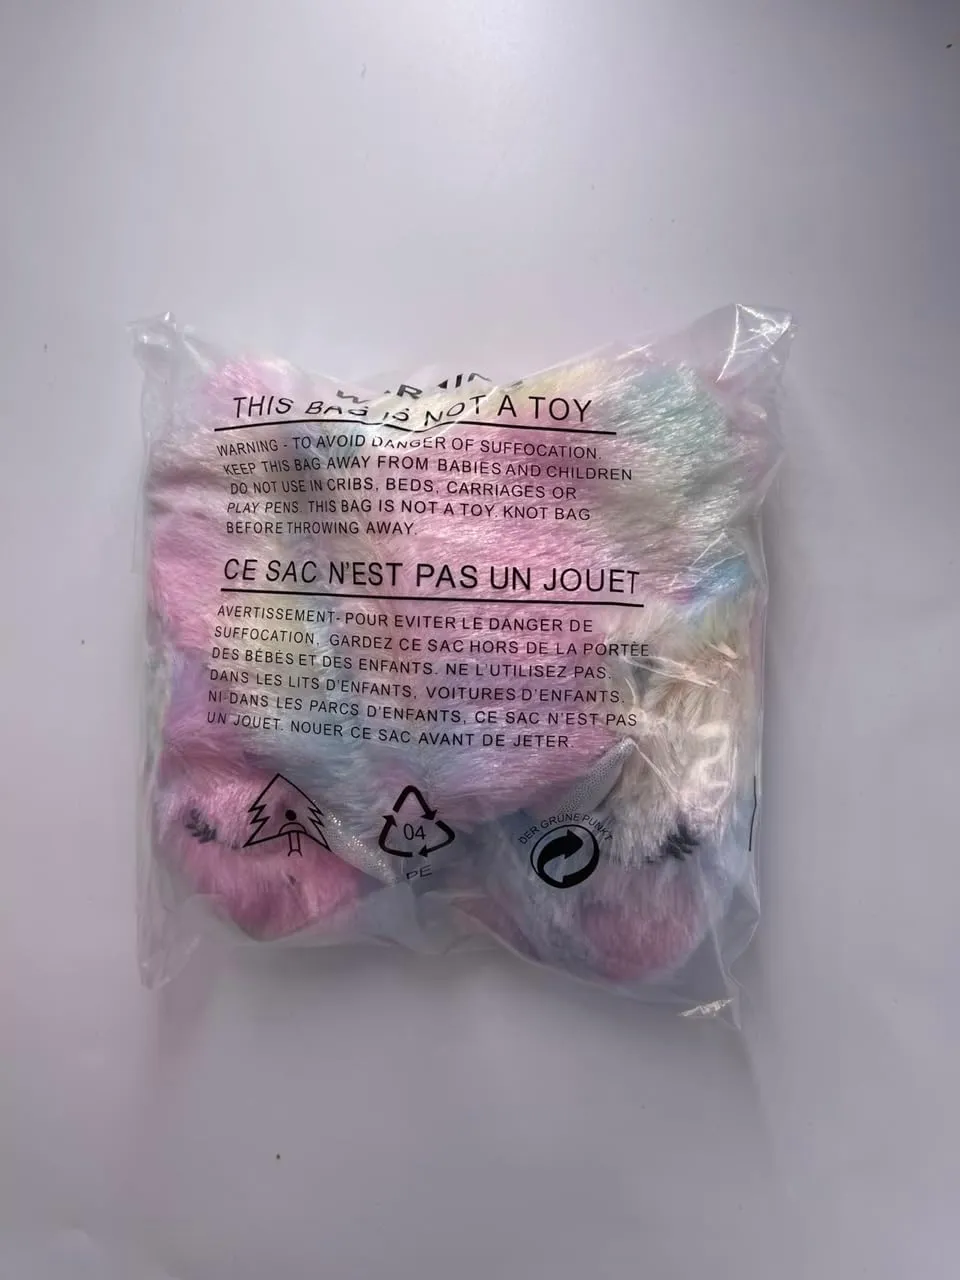 THIS BAG IS NOT A TOY
WARNING - TO AVOID DANGER OF SUFFOCATION.
KEEP THIS BAG AWAY FROM BABIES AND CHILDREN
DO NOT USE IN CRIBS, BEDS, CARRIAGES OR
PLAY PENS. THIS BAG IS NOT A TOY. KNOT BAG
BEFORE THROWING AWAY.
CE SAC N'EST PAS UN JOUET
AVERTISSEMENT- POUR EVITER LE DANGER DE
SUFFOCATION, GARDEZ CE SAC HORS DE LA PORTÉE
DES BÉBÉS ET DES ENFANTS. NE L'UTILISEZ PAS.
DANS LES LITS D'ENFANTS, VOITURES D'ENFANTS.
NI-DANS LES PARCS D'ENFANTS, CE SAC N'EST PAS
UN JOUET. NOUER CE SAC AVANT DE JETER.
04
PE
DER GRÜNE PUNKT